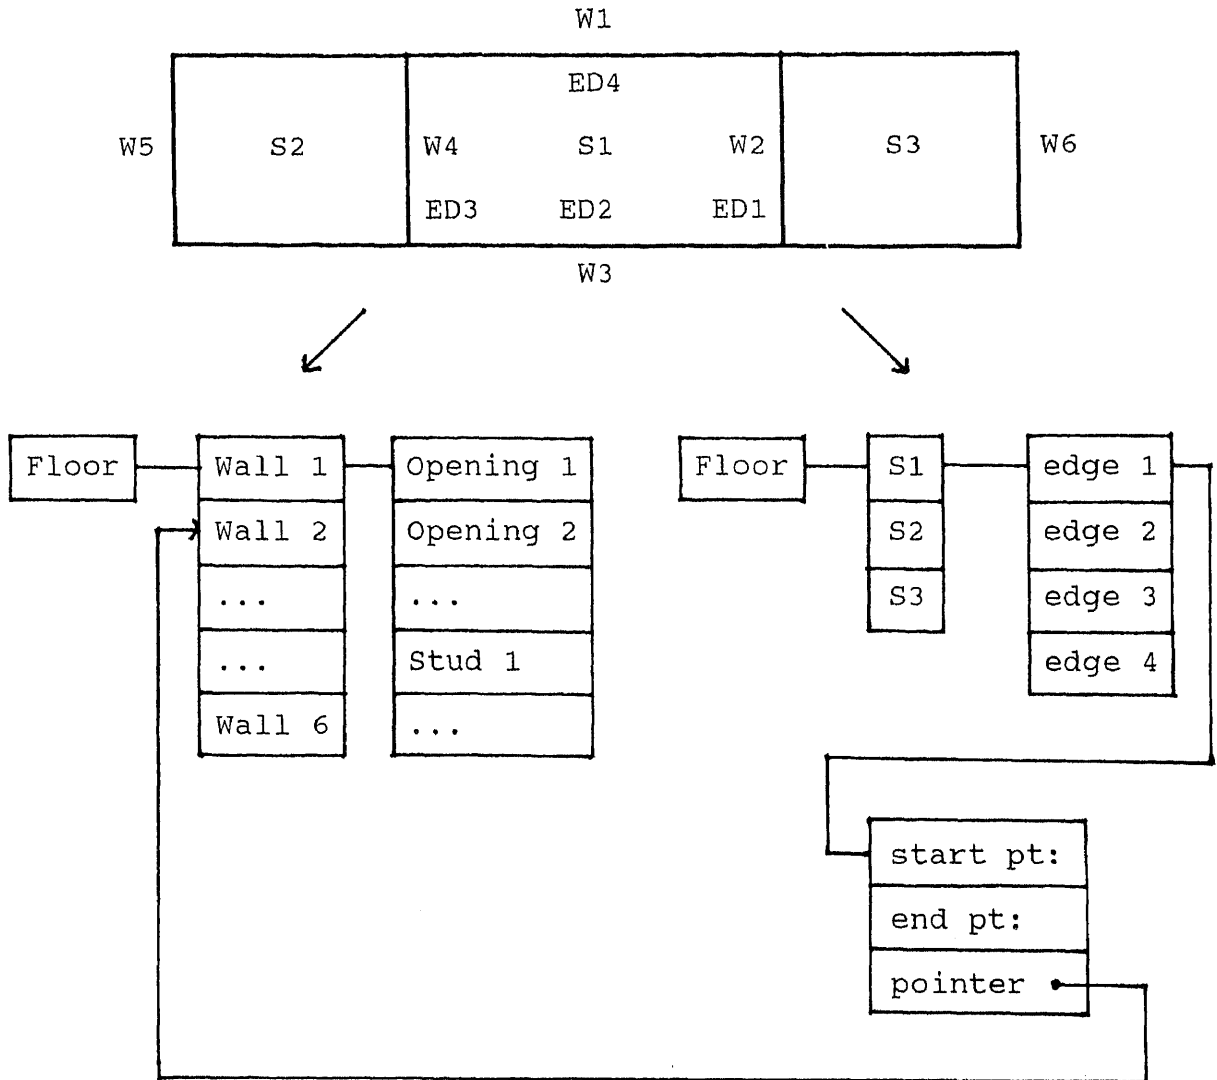 W1
ED4
W5 S2 W4 S1 W2 S3 W6
ED3 ED2 ED1
W3
Floor
Wall 1
Wall 2
...
...
Wall 6
Opening 1
Opening 2
...
Stud 1
...
Floor
S1
S2
S3
edge 1
edge 2
edge 3
edge 4
start pt:
end pt:
pointer